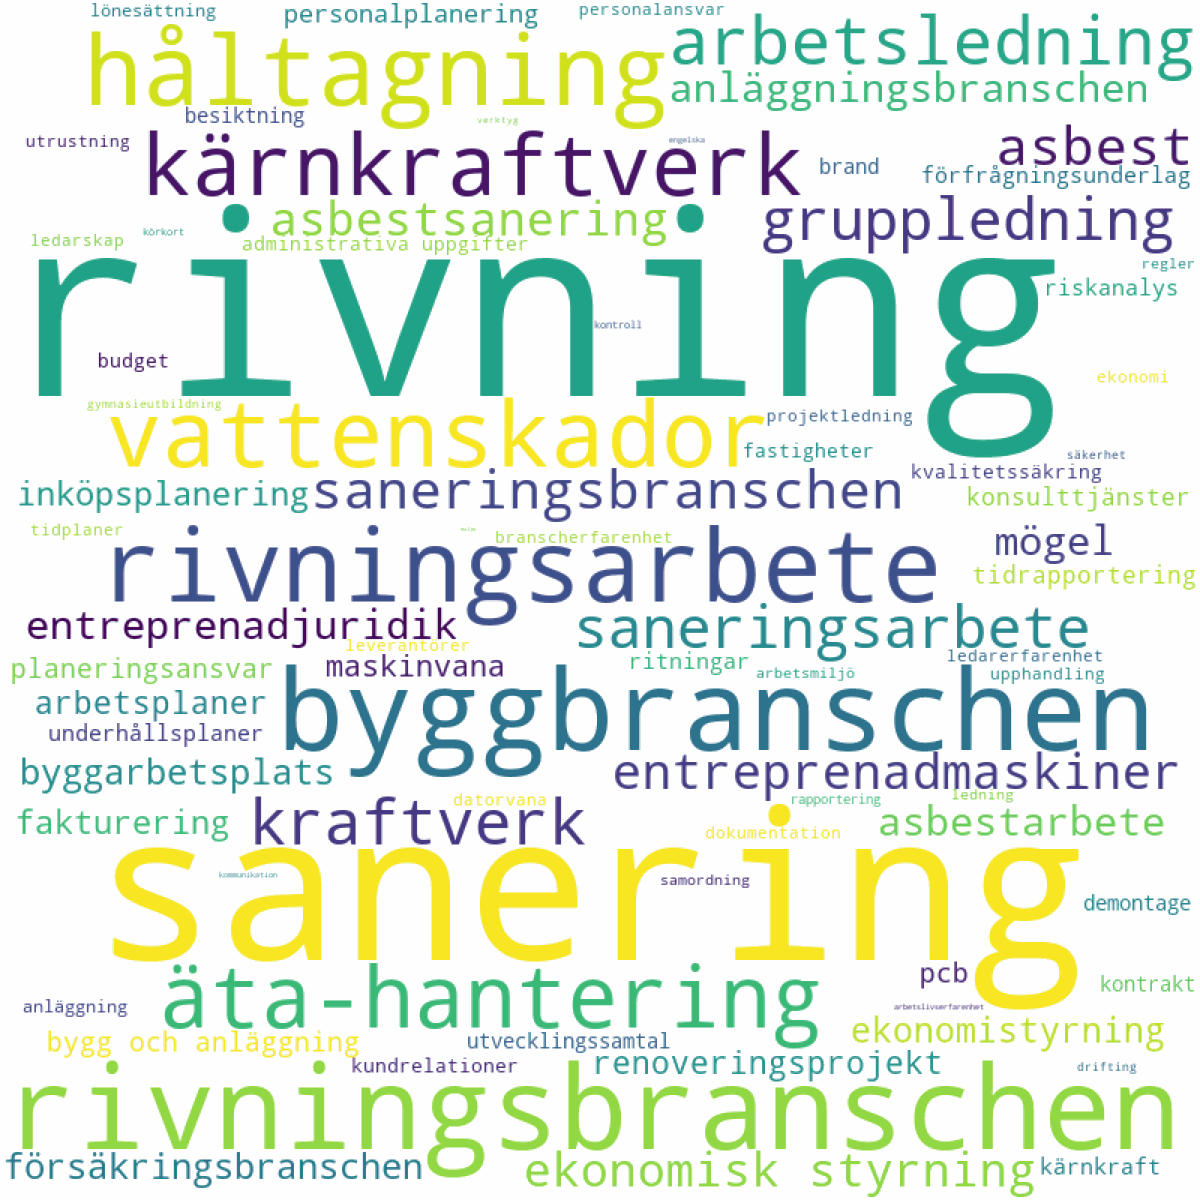 lönesättning
personalplanering
personalansvar
håltagning
arbetsledning
anläggningsbranschen
besiktning
verktyg
utrustning
kärnkraftverk
engelska
brand
asbest
förfrågningsunderlag
asbestsanering
gruppledning
ledarskap
körkort
administrativa uppgifter
rivning
regler
riskanalys
kontroll
budget
ekonomi
gymnasieutbildning
vattenskador
projektledning
fastigheter
säkerhet
kvalitetssäkring
inköpsplanering
saneringsbranschen
konsulttjänster
tidplaner
branscherfarenhet
rivningsarbete
mögel
tidrapportering
entreprenadjuridik
saneringsarbete
leverantörer
planeringsansvar
maskinvana
ritningar
ledarerfarenhet
arbetsmiljö
upphandling
arbetsplaner
byggbranschen
underhållsplaner
byggarbetsplats
entreprenadmaskiner
datorvana
rapportering
ledning
fakturering
kraftverk
dokumentation
asbestarbete
sanering
kommunikation
samordning
demontage
äta-hantering
pcb
kontrakt
anläggning
arbetslivserfarenhet
bygg och anläggning
utvecklingssamtal
ekonomistyrning
kundrelationer
renoveringsprojekt
drifting
rivningsbranschen
försäkringsbranschen
ekonomisk styrning
kärnkraft